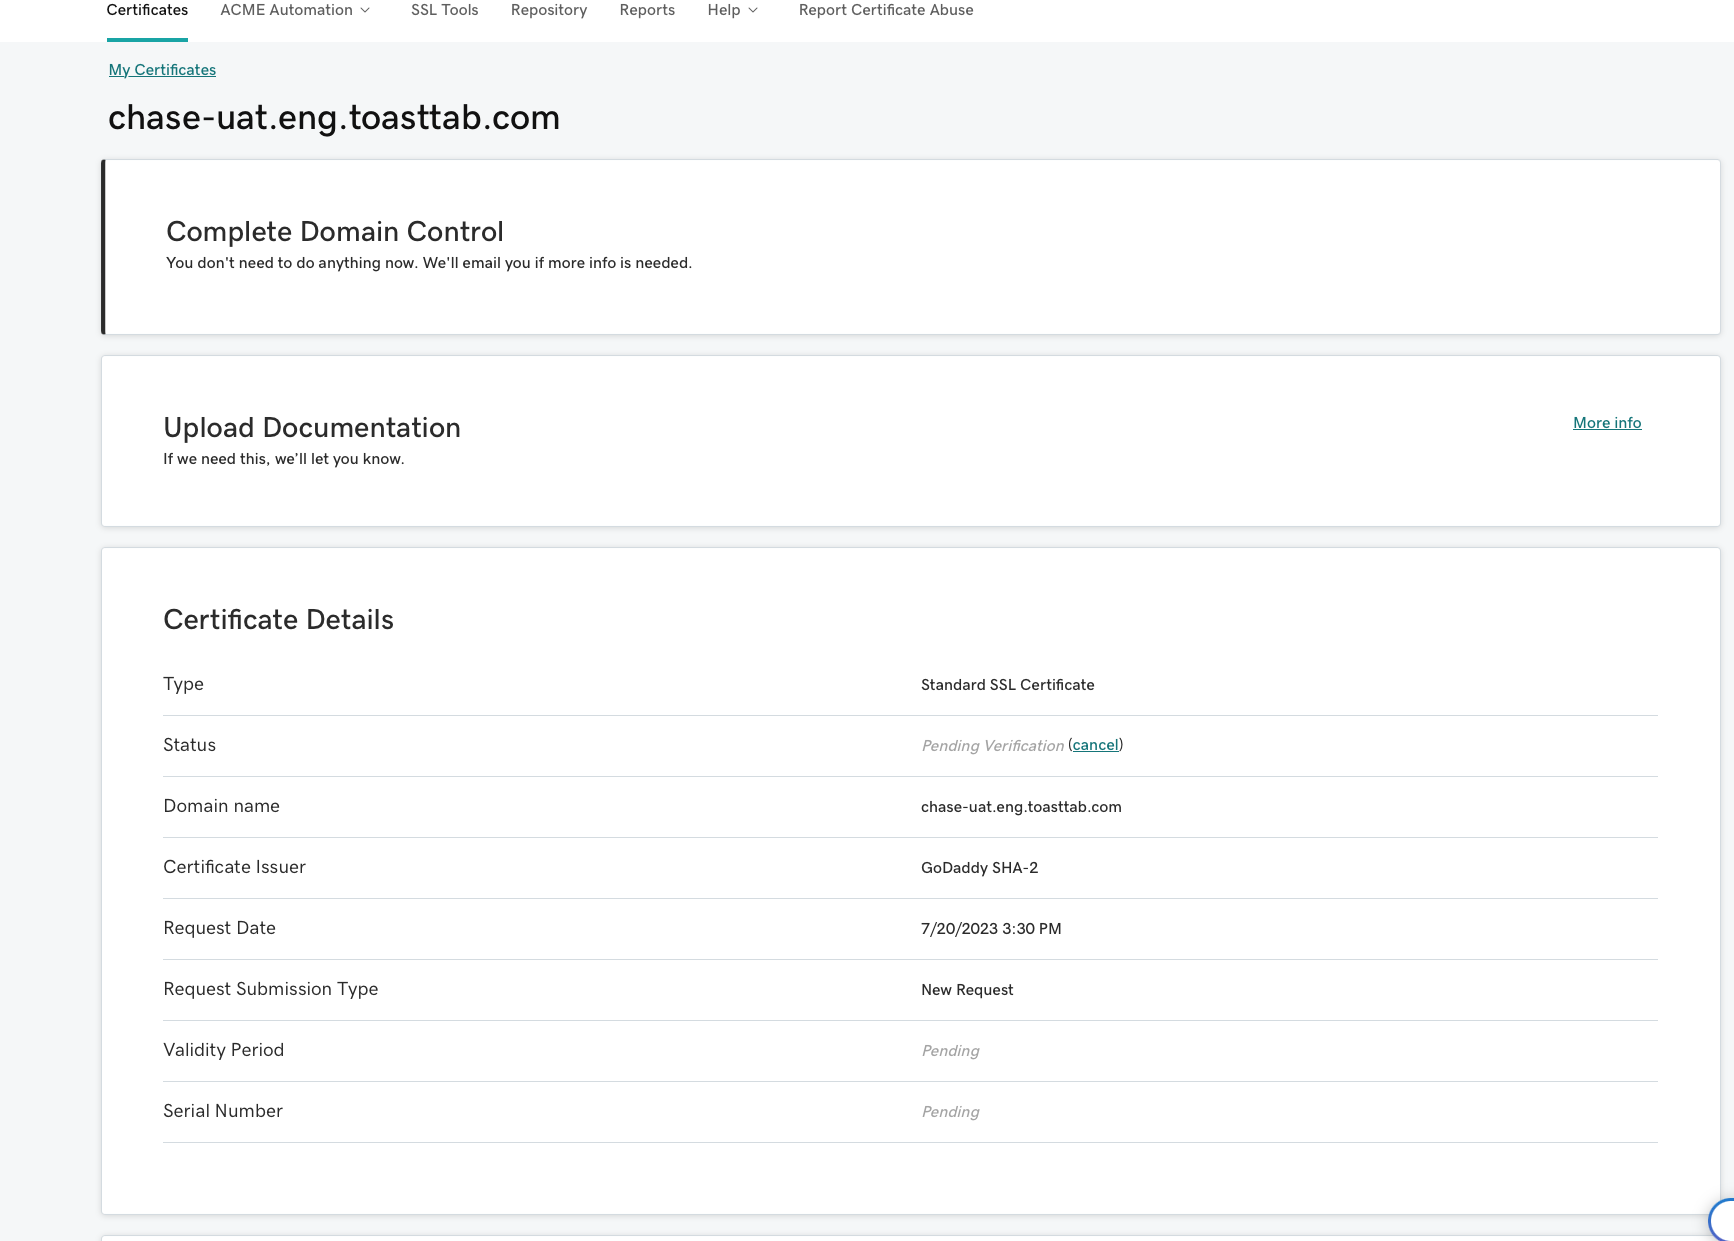 Certificates ACME Automation SSL Tools Repository Reports Help Report Certificate Abuse
My Certificates
chase-uat.eng.toasttab.com
Complete Domain Control
You don't need to do anything now. We'll email you if more info is needed.
Upload Documentation More info
If we need this, we'll let you know.
Certificate Details
Type Standard SSL Certificate
Status Pending Verification (cancel)
Domain name chase-uat.eng.toasttab.com
Certificate Issuer GoDaddy SHA-2
Request Date 7/20/2023 3:30 PM
Request Submission Type New Request
Validity Period Pending
Serial Number Pending